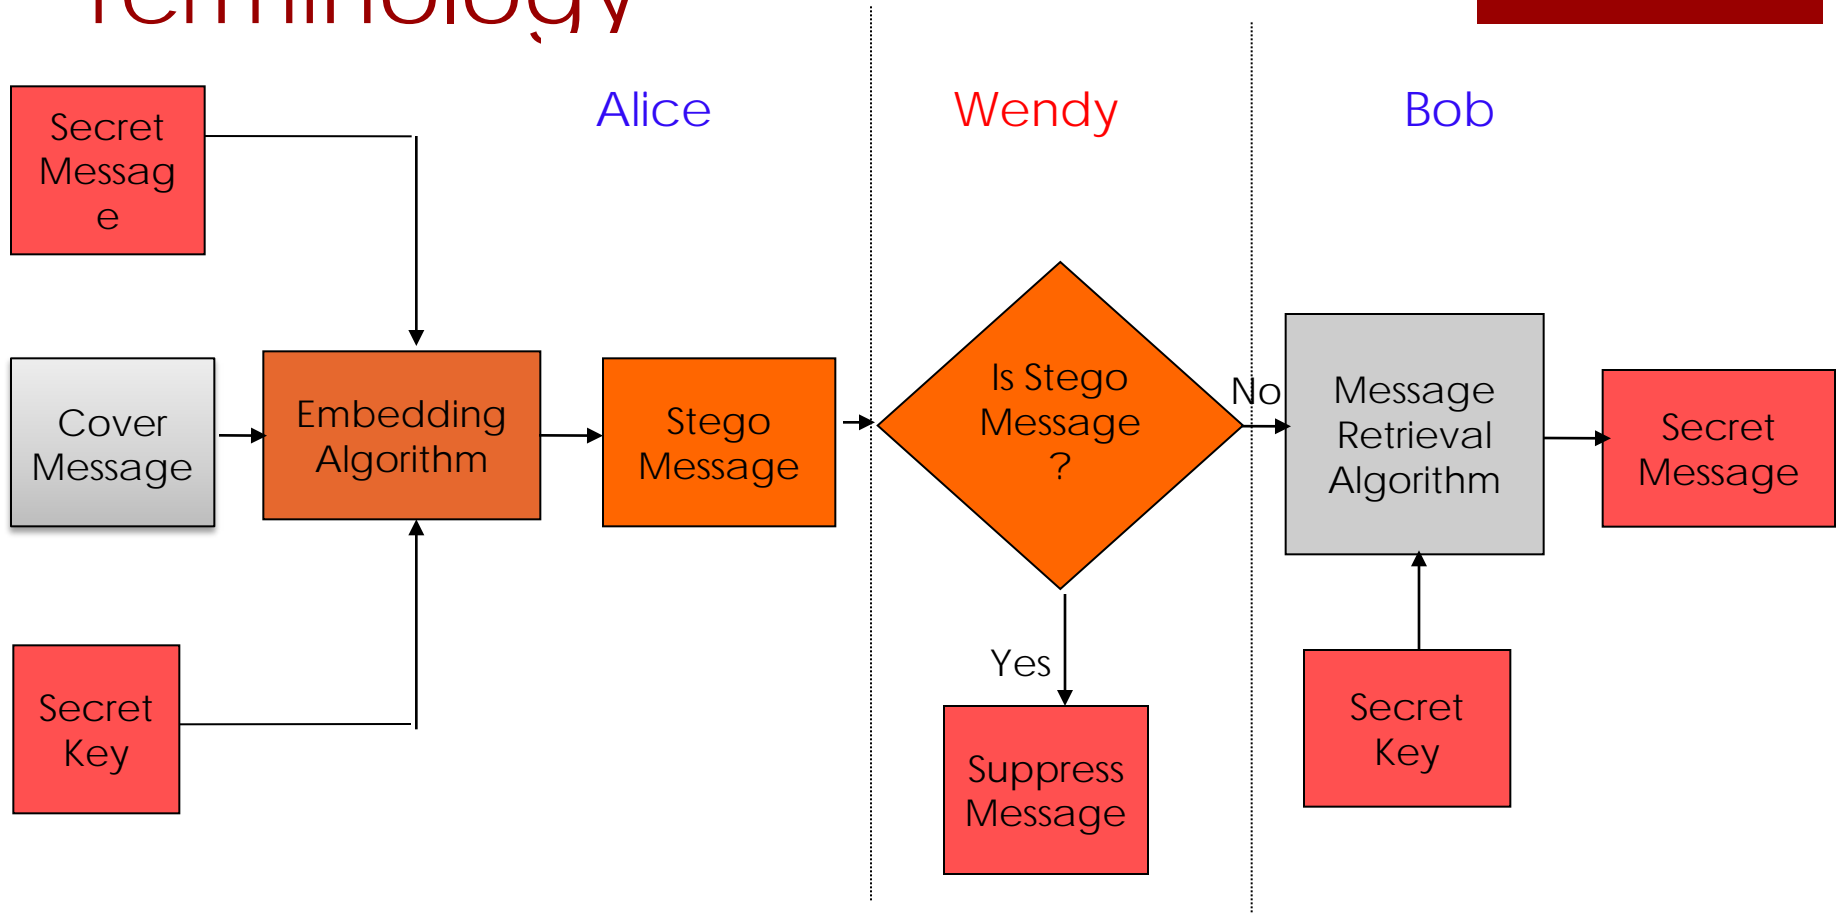 Terminology
Alice
Wendy
Bob
Secret
Messag
e
Cover
Message
Embedding
Algorithm
Stego
Message
Is Stego
Message
?
No
Message
Retrieval
Algorithm
Secret
Message
Secret
Key
Yes
Suppress
Message
Secret
Key